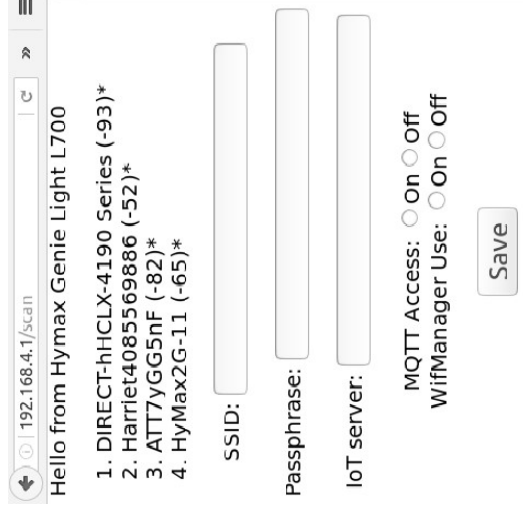 192.168.4.1/scan
Hello from Hymax Genie Light L700
1. DIRECT-hHCLX-4190 Series (-93)*
2. Harriet4085569886 (-52)*
3. ATT7yGG5nF (-82)*
4. HyMax2G-11 (-65)*
SSID:
Passphrase:
IoT server:
MQTT Access: On Off
WifManager Use: On Off
Save